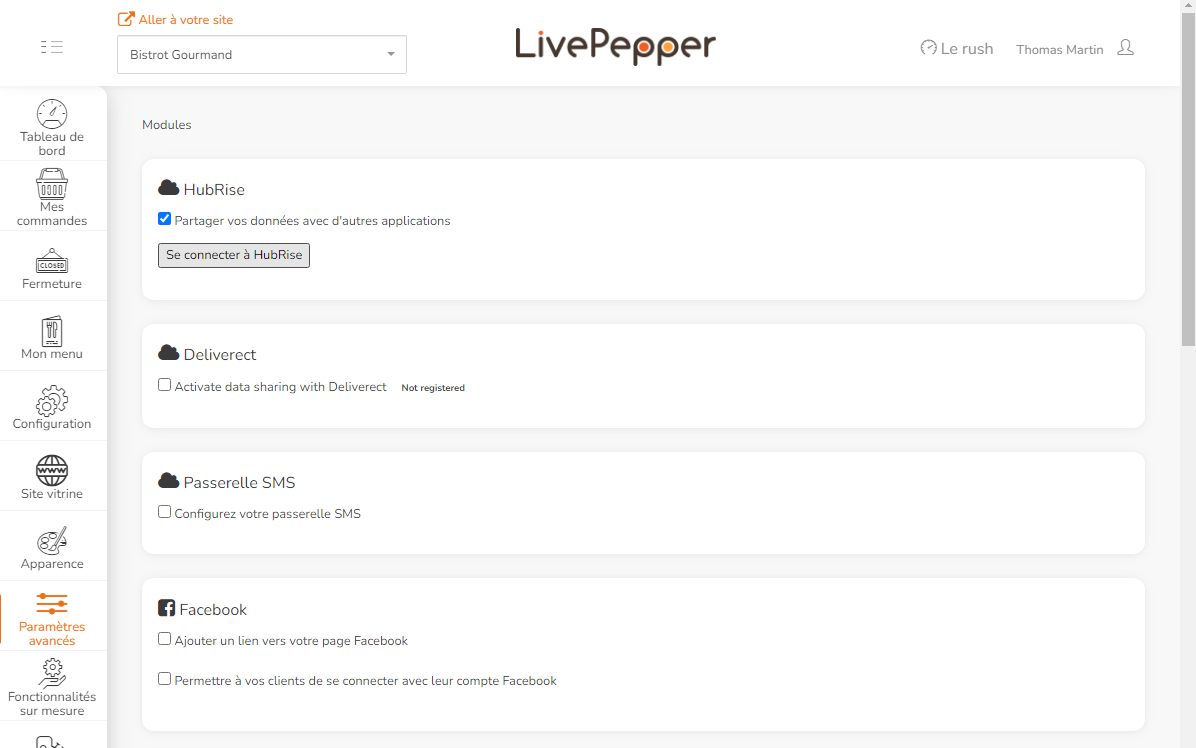 Aller à votre site
Bistrot Gourmand
LivePepper
Le rush
Thomas Martin
Tableau de
bord
Mes
commandes
CLOSED
Fermeture
Mon menu
Configuration
WWW
Site vitrine
Apparence
Paramètres
avancés
Fonctionnalités
sur mesure
Modules
HubRise
Partager vos données avec d'autres applications
Se connecter à HubRise
Deliverect
Activate data sharing with Deliverect Not registered
Passerelle SMS
Configurez votre passerelle SMS
Facebook
Ajouter un lien vers votre page Facebook
Permettre à vos clients de se connecter avec leur compte Facebook